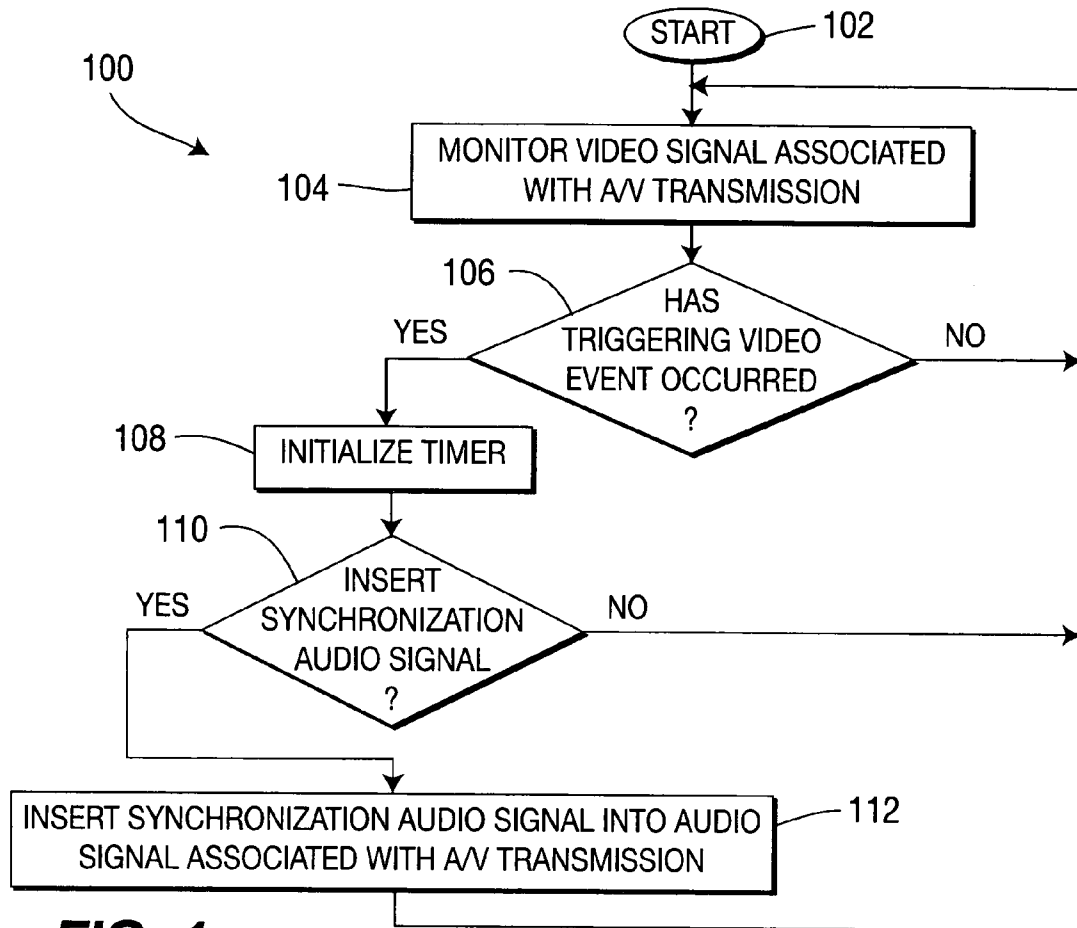 START
102
100
MONITOR VIDEO SIGNAL ASSOCIATED
WITH A/V TRANSMISSION
104
106
HAS
TRIGGERING VIDEO
EVENT OCCURRED
?
YES
NO
108
INITIALIZE TIMER
110
INSERT
SYNCHRONIZATION
AUDIO SIGNAL
?
YES
NO
INSERT SYNCHRONIZATION AUDIO SIGNAL INTO AUDIO
SIGNAL ASSOCIATED WITH A/V TRANSMISSION
112